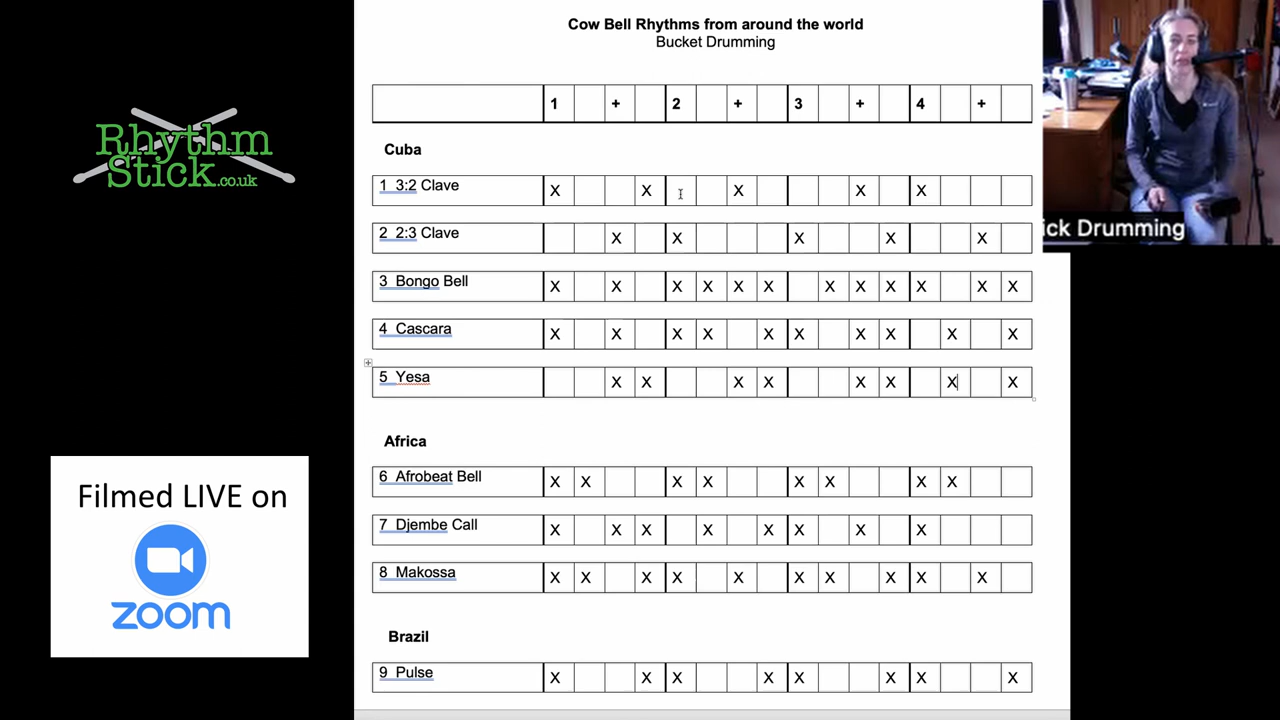 Cow Bell Rhythms from around the world
Bucket Drumming
1 + 2 + 3 + 4 +
Cuba
1 3:2 Clave X X X X X
2 2:3 Clave X X X X X
3 Bongo Bell X X X X X X X X X X X X
4 Cascara X X X X X X X X X X
5 Yesa X X X X X X X X
Africa
6 Afrobeat Bell X X X X X X X X
7 Djembe Call X X X X X X X X
8 Makossa X X X X X X X X X X
Brazil
9 Pulse X X X X X X X X
Rhythm
Stick.co.uk
ick Drumming
Filmed LIVE on
zoom